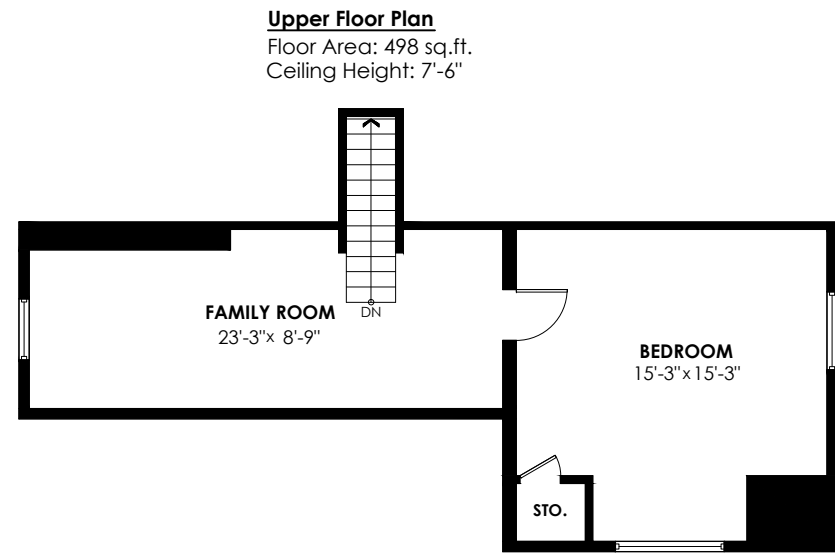 Upper Floor Plan
Floor Area: 498 sq.ft.
Ceiling Height: 7'-6"
FAMILY ROOM
23'-3"x 8'-9"
DN
BEDROOM
15'-3"x15'-3"
STO.